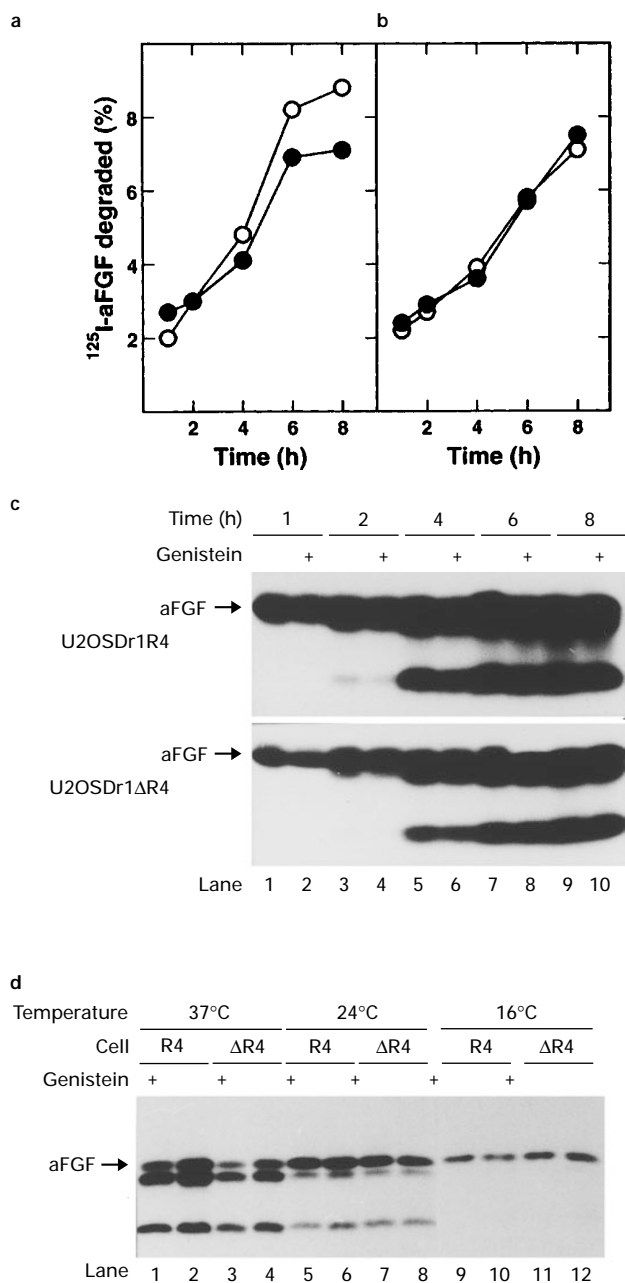 a b
¹²⁵I-aFGF degraded (%)
8
6
4
2
2 4 6 8 2 4 6 8
Time (h) Time (h)
c
Time (h) 1 2 4 6 8
Genistein + + + + +
aFGF
U2OSDr1R4
aFGF
U2OSDr1ΔR4
Lane 1 2 3 4 5 6 7 8 9 10
d
Temperature 37°C 24°C 16°C
Cell R4 ΔR4 R4 ΔR4 R4 ΔR4
Genistein + + + + + +
aFGF
Lane 1 2 3 4 5 6 7 8 9 10 11 12